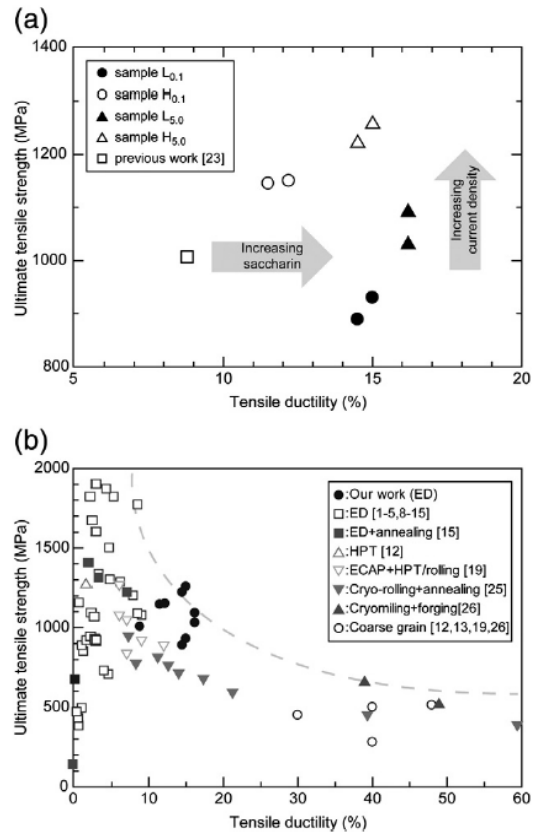 (a)
1400
1200
1000
800
Ultimate tensile strength (MPa)
sample L0.1
sample H0.1
sample L5.0
sample H5.0
previous work [23]
Increasing
saccharin
Increasing
current density
5
10
15
20
Tensile ductility (%)
(b)
2000
1500
1000
500
0
Ultimate tensile strength (MPa)
:Our work (ED)
:ED [1-5,8-15]
:ED+annealing [15]
:HPT [12]
:ECAP+HPT/rolling [19]
:Cryo-rolling+annealing [25]
:Cryomiling+forging[26]
:Coarse grain [12,13,19,26]
0
10
20
30
40
50
60
Tensile ductility (%)